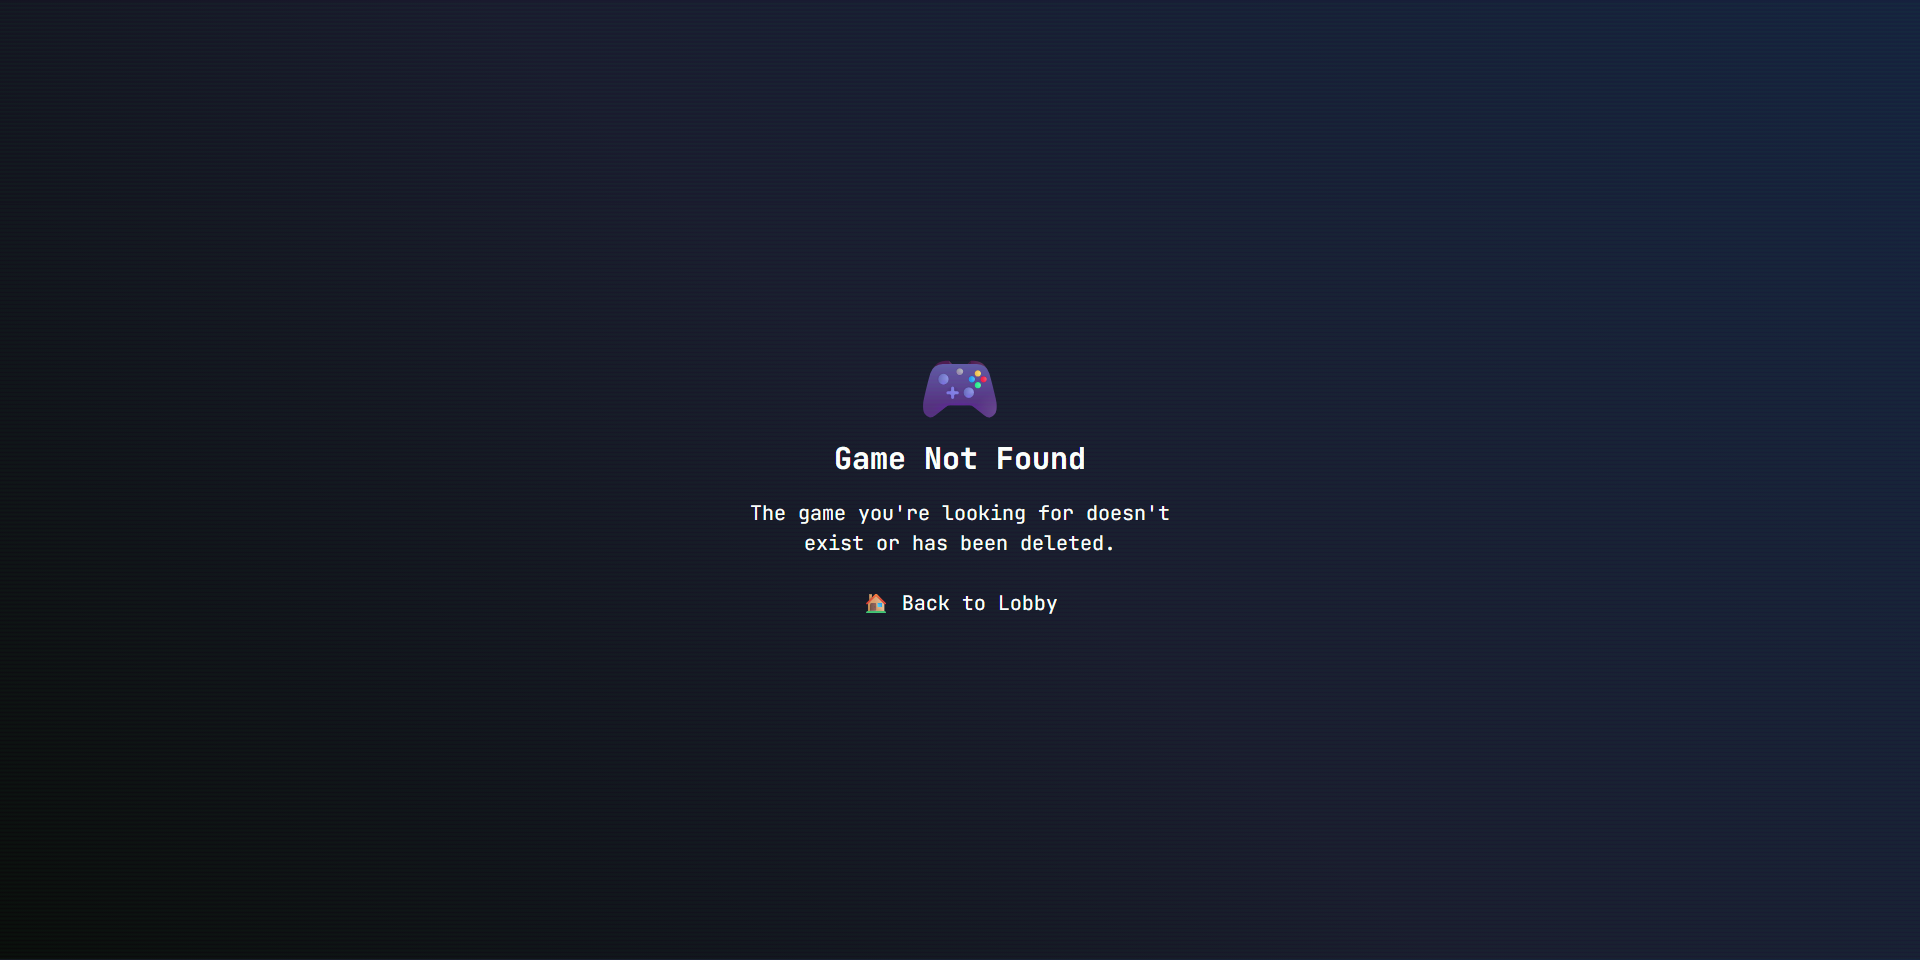 Game Not Found
The game you're looking for doesn't
exist or has been deleted.
🏠 Back to Lobby